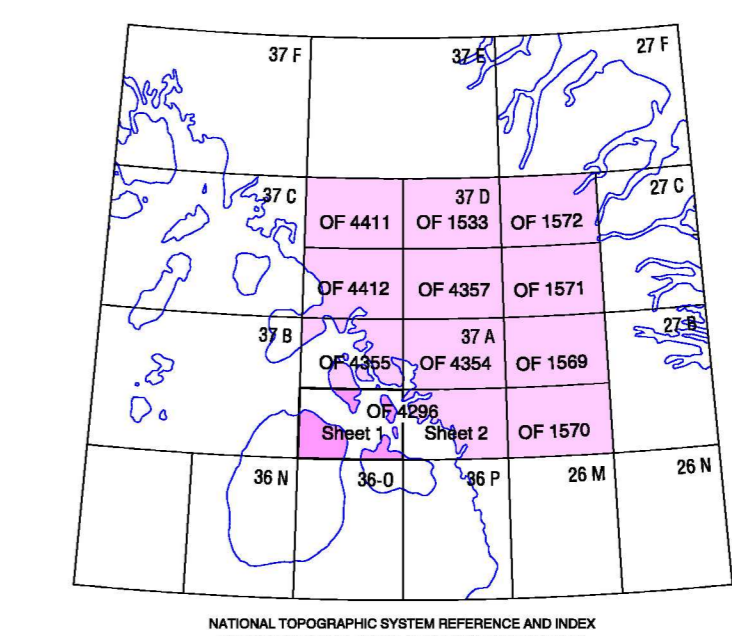 37 F
37 E
27 F
37 C
37 D
27 C
OF 4411
OF 1533
OF 1572
OF 4412
OF 4357
OF 1571
37 B
37 A
27 B
OF 4355
OF 4354
OF 1569
OF 4296
Sheet 1
Sheet 2
OF 1570
36 N
36-O
36 P
26 M
26 N
NATIONAL TOPOGRAPHIC SYSTEM REFERENCE AND INDEX